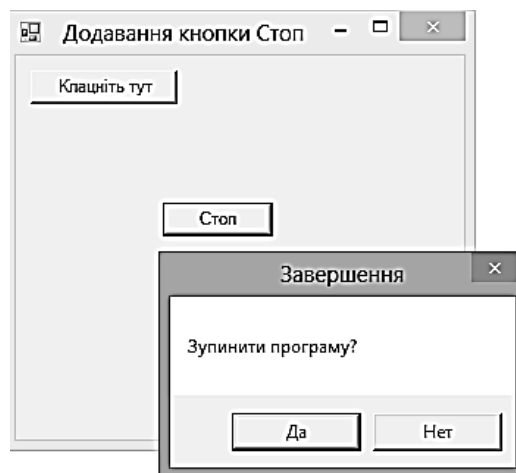 Додавання кнопки Стоп
Клацніть тут
Стоп
Завершення
Зупинити програму?
Да
Нет